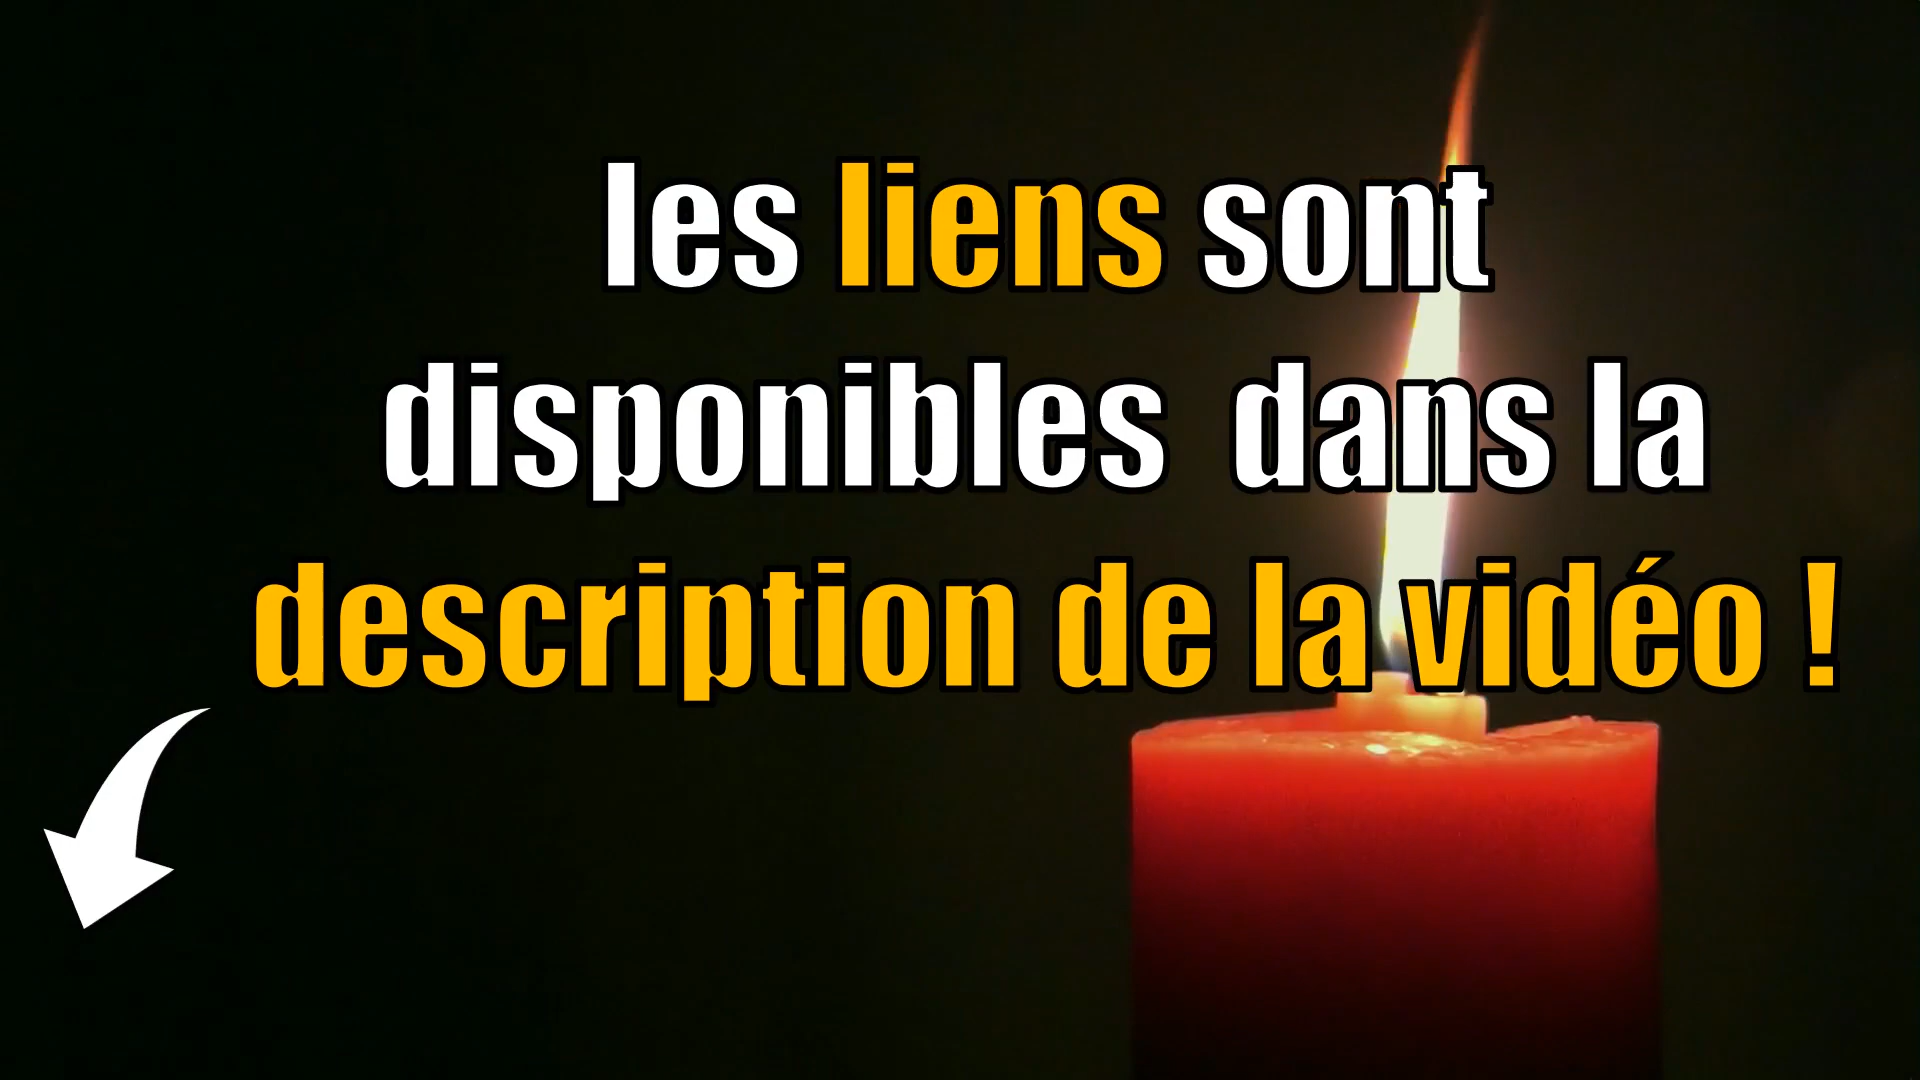 les liens sont
disponibles  dans la
description de la vidéo !